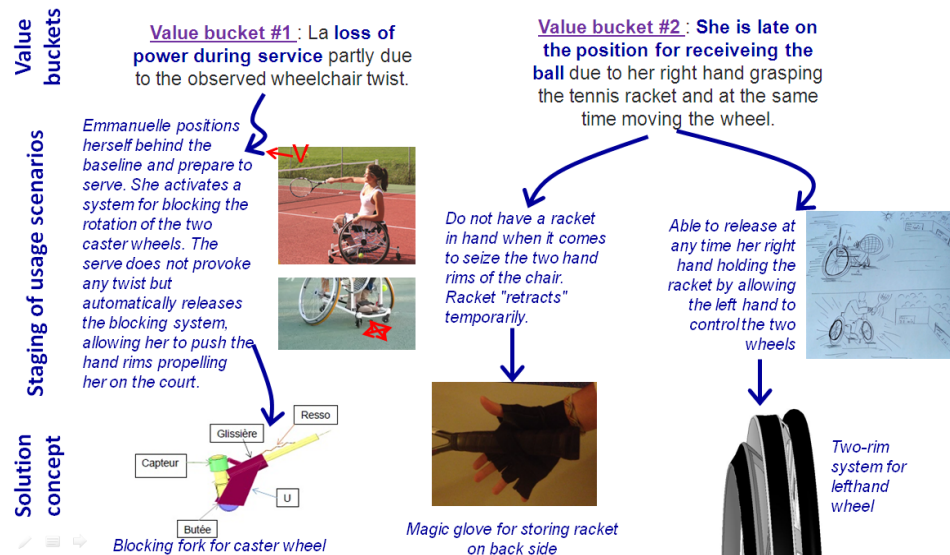 Value
buckets
Value bucket #1 : La loss of
power during service partly due
to the observed wheelchair twist.
Value bucket #2 : She is late on
the position for receiveing the
ball due to her right hand grasping
the tennis racket and at the same
time moving the wheel.
Staging of usage scenarios
Emmanuelle positions
herself behind the
baseline and prepare to
serve. She activates a
system for blocking the
rotation of the two
caster wheels. The
serve does not provoke
any twist but
automatically releases
the blocking system,
allowing her to push the
hand rims propelling
her on the court.
V
Do not have a racket
in hand when it comes
to seize the two hand
rims of the chair.
Racket "retracts"
temporarily.
Able to release at
any time her right
hand holding the
racket by allowing
the left hand to
control the two
wheels
Solution
concept
Resso
Glissière
Capteur
U
Butée
Blocking fork for caster wheel
Magic glove for storing racket
on back side
Two-rim
system for
lefthand
wheel